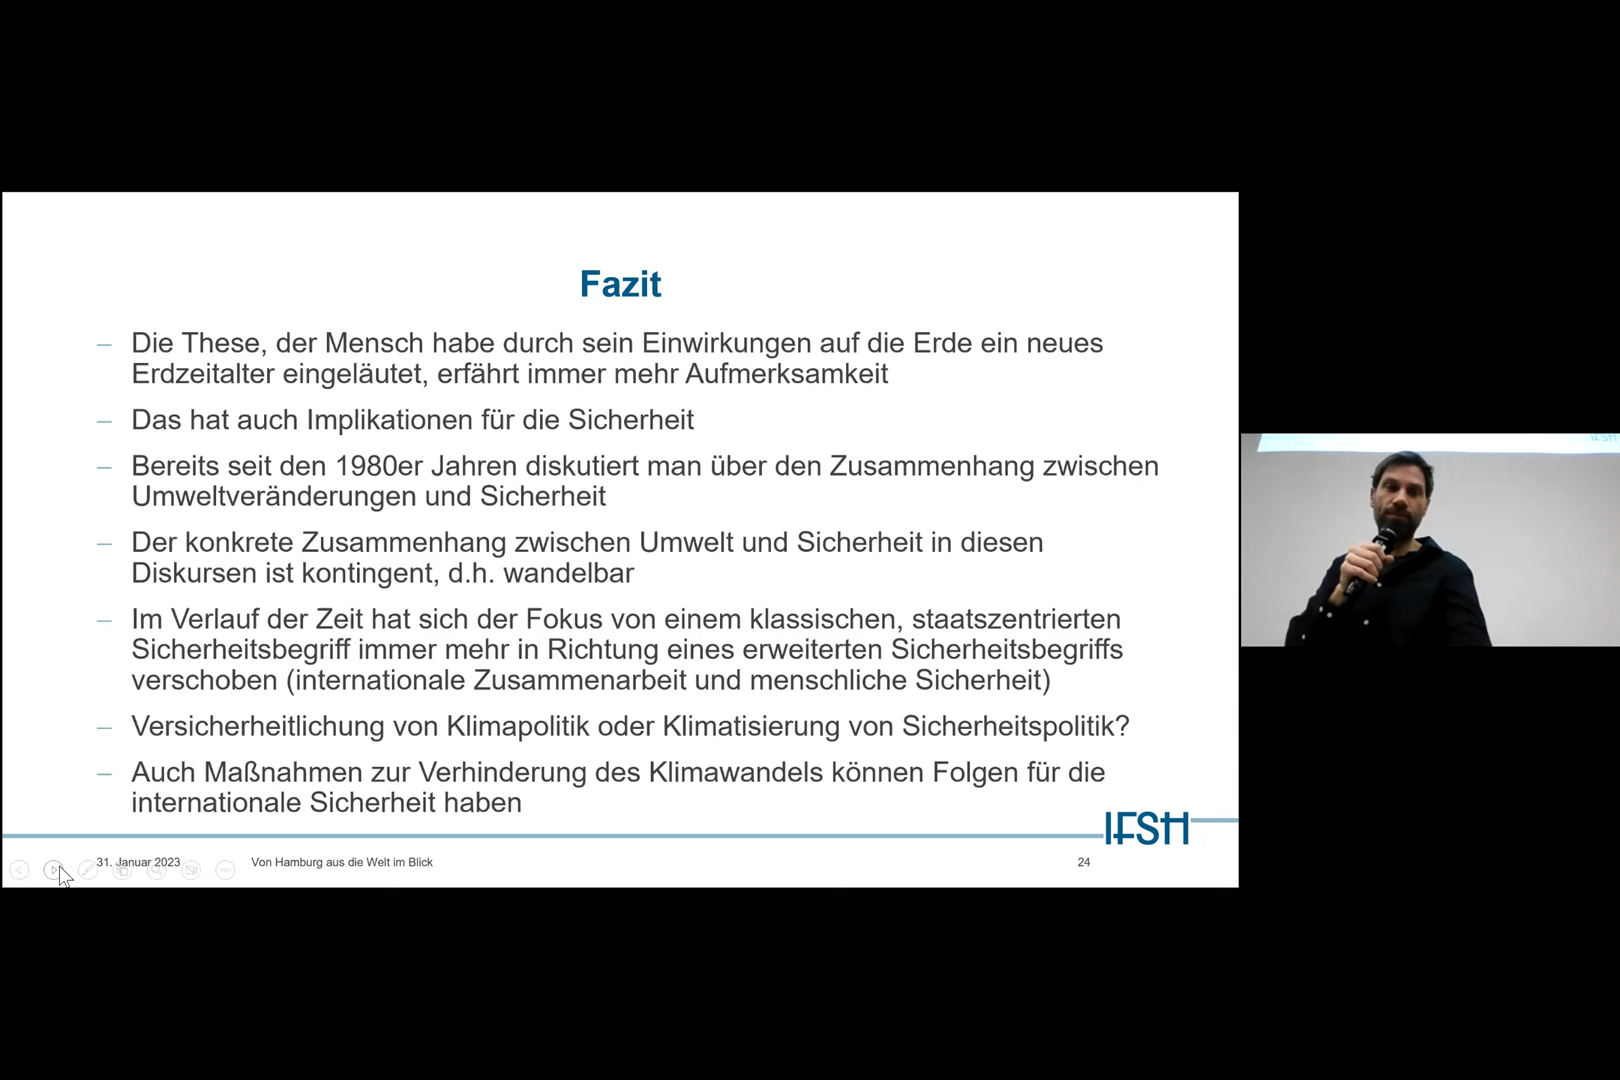 Fazit
– Die These, der Mensch habe durch sein Einwirkungen auf die Erde ein neues
Erdzeitalter eingeläutet, erfährt immer mehr Aufmerksamkeit
– Das hat auch Implikationen für die Sicherheit
– Bereits seit den 1980er Jahren diskutiert man über den Zusammenhang zwischen
Umweltveränderungen und Sicherheit
– Der konkrete Zusammenhang zwischen Umwelt und Sicherheit in diesen
Diskursen ist kontingent, d.h. wandelbar
– Im Verlauf der Zeit hat sich der Fokus von einem klassischen, staatszentrierten
Sicherheitsbegriff immer mehr in Richtung eines erweiterten Sicherheitsbegriffs
verschoben (internationale Zusammenarbeit und menschliche Sicherheit)
– Versicherheitlichung von Klimapolitik oder Klimatisierung von Sicherheitspolitik?
– Auch Maßnahmen zur Verhinderung des Klimawandels können Folgen für die
internationale Sicherheit haben
IFSH
31. Januar 2023
Von Hamburg aus die Welt im Blick
24
IFSH